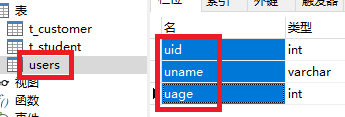 表
t_customer
t_student
users
视图
函数
索引
外键
触发器
名
类型
uid
int
uname
varchar
uage
int